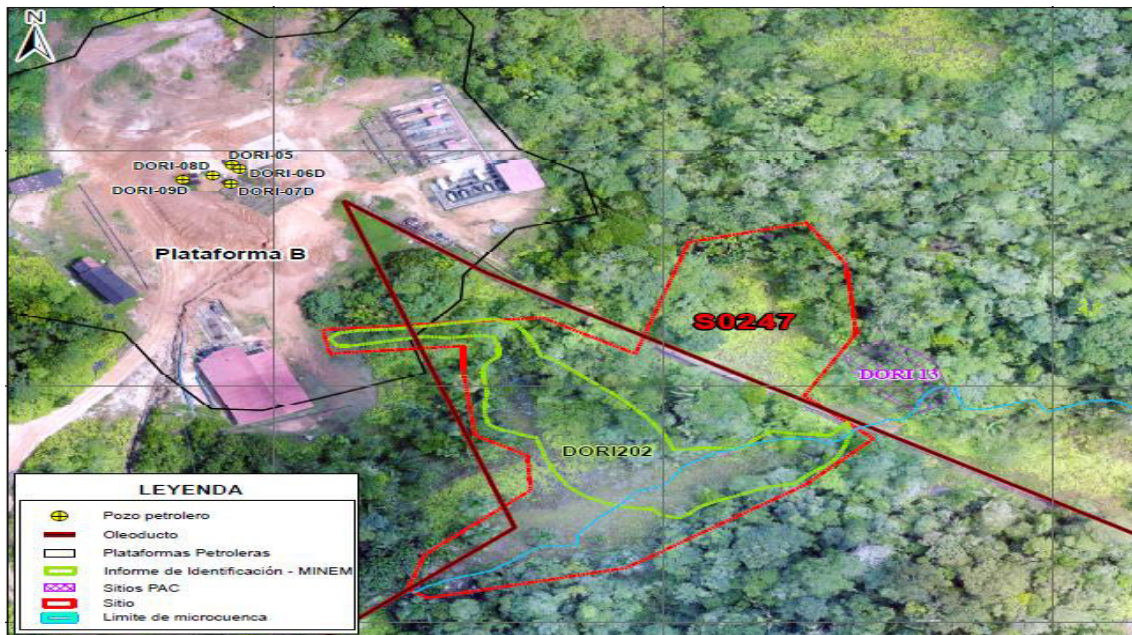 N
DORI-05
DORI-08D
DORI-06D
DORI-09D
DORI-07D
Plataforma B
S0247
DORI 13
DORI202
LEYENDA
Pozo petrolero
Oleoducto
Plataformas Petroleras
Informe de Identificación - MINEM
Sitios PAC
Sitio
Limite de microcuenca